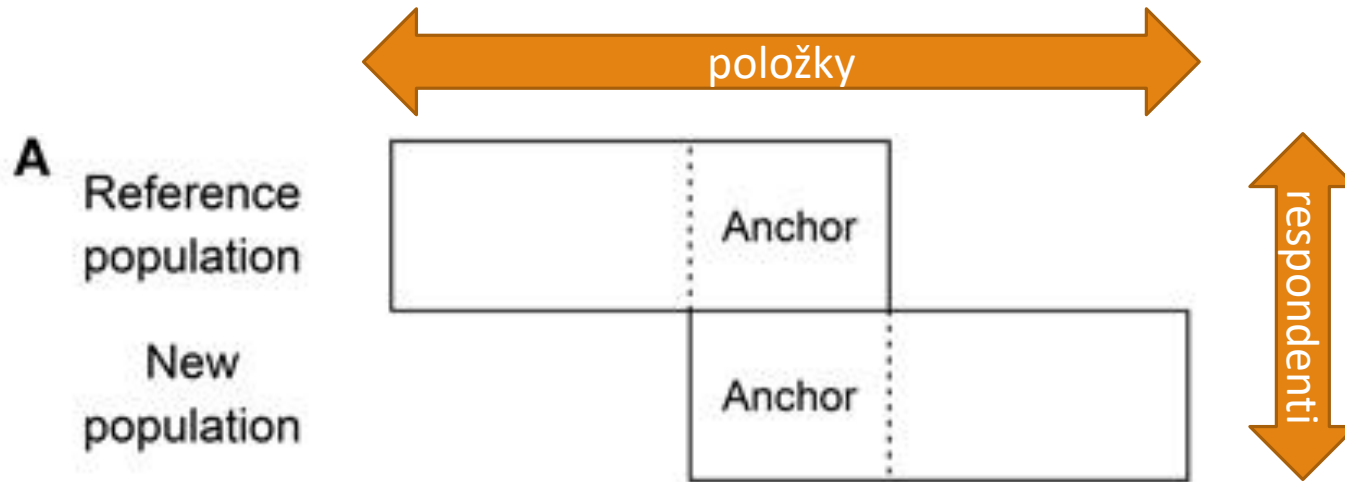 položky
A
Reference
population
Anchor
respondenti
New
population
Anchor